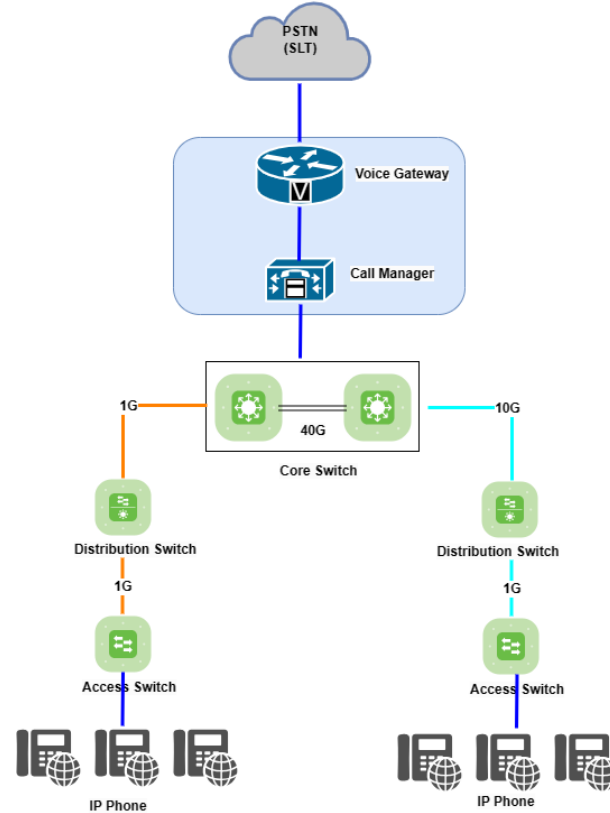 PSTN
(SLT)
Voice Gateway
V
Call Manager
1G
40G
10G
Core Switch
Distribution Switch
Distribution Switch
1G
1G
Access Switch
Access Switch
IP Phone
IP Phone